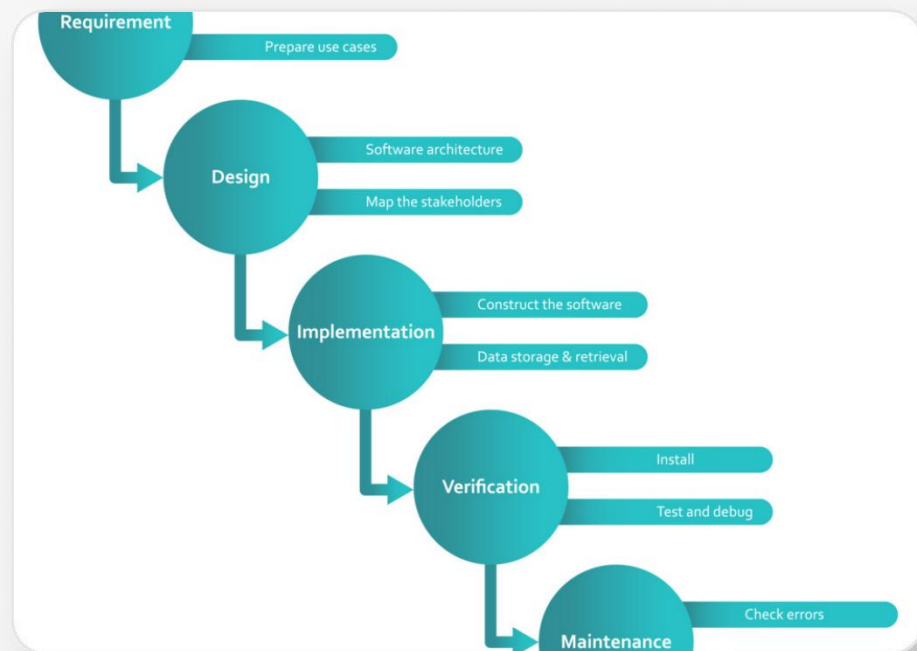 Requirement
Prepare use cases
Software architecture
Design
Map the stakeholders
Construct the software
Implementation
Data storage & retrieval
Install
Verification
Test and debug
Check errors
Maintenance